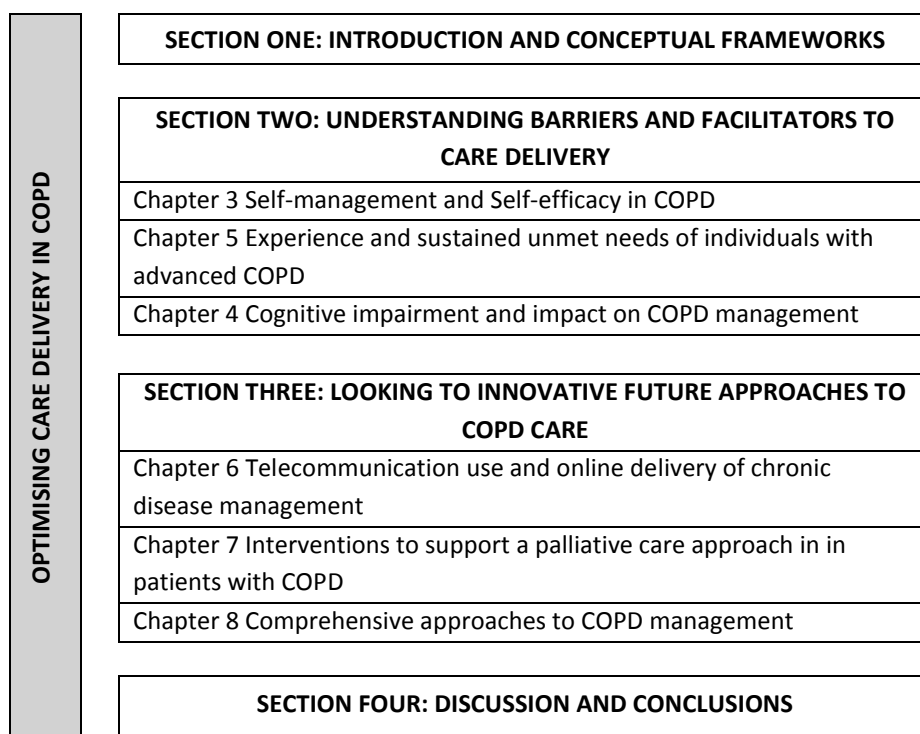 OPTIMISING CARE DELIVERY IN COPD
SECTION ONE: INTRODUCTION AND CONCEPTUAL FRAMEWORKS
SECTION TWO: UNDERSTANDING BARRIERS AND FACILITATORS TO
CARE DELIVERY
Chapter 3 Self-management and Self-efficacy in COPD
Chapter 5 Experience and sustained unmet needs of individuals with
advanced COPD
Chapter 4 Cognitive impairment and impact on COPD management
SECTION THREE: LOOKING TO INNOVATIVE FUTURE APPROACHES TO
COPD CARE
Chapter 6 Telecommunication use and online delivery of chronic
disease management
Chapter 7 Interventions to support a palliative care approach in in
patients with COPD
Chapter 8 Comprehensive approaches to COPD management
SECTION FOUR: DISCUSSION AND CONCLUSIONS